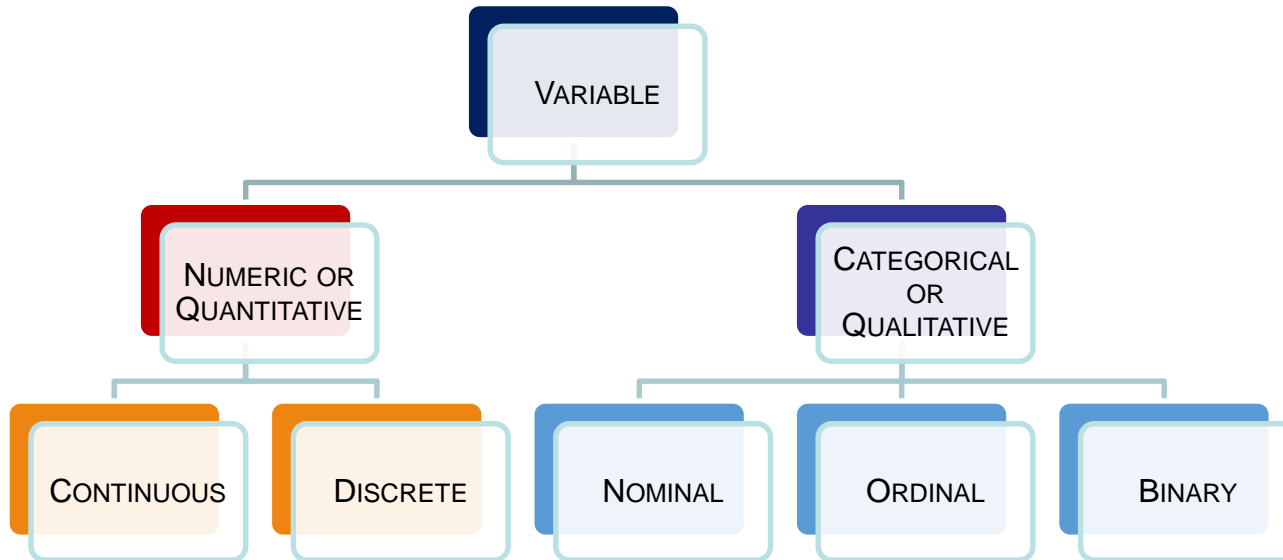 VARIABLE
NUMERIC OR
QUANTITATIVE
CATEGORICAL
OR
QUALITATIVE
CONTINUOUS
DISCRETE
NOMINAL
ORDINAL
BINARY